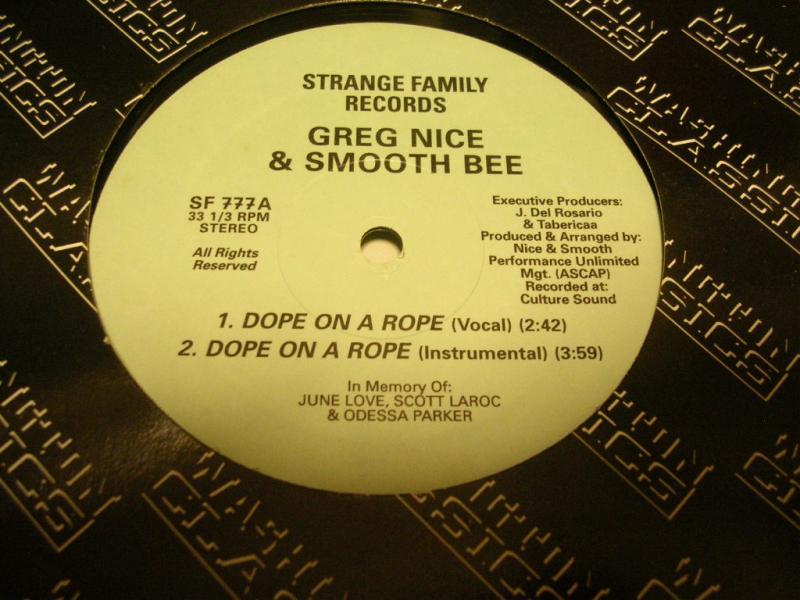 STRANGE FAMILY
RECORDS
GREG NICE
& SMOOTH BEE
SF 777A
33 1/3 RPM
STEREO
All Rights
Reserved
Executive Producers:
J. Del Rosario
& Tabericaa
Produced & Arranged by:
Nice & Smooth
Performance Unlimited
Mgt. (ASCAP)
Recorded at:
Culture Sound
1. DOPE ON A ROPE (Vocal) (2:42)
2. DOPE ON A ROPE (Instrumental) (3:59)
In Memory Of:
JUNE LOVE, SCOTT LAROC
& ODESSA PARKER